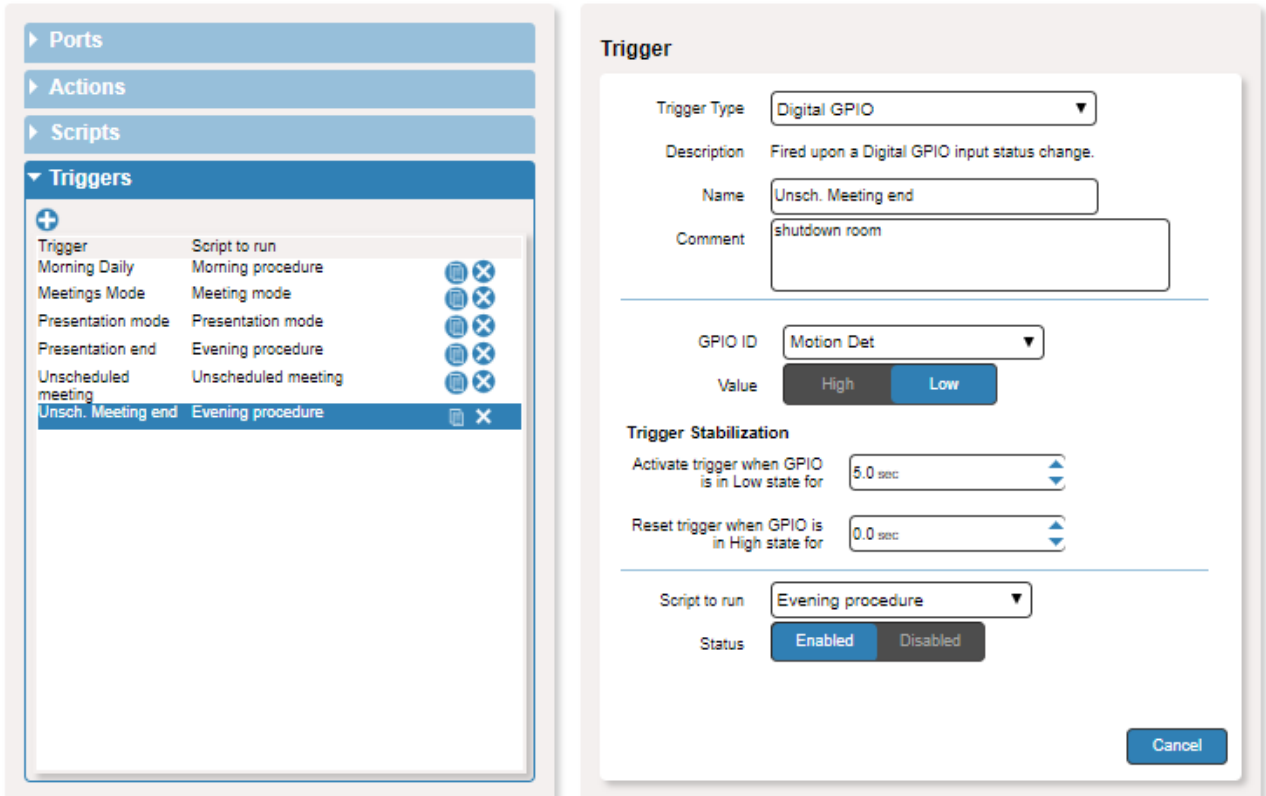 Ports
Actions
Scripts
Triggers
Trigger Script to run
Morning Daily Morning procedure
Meetings Mode Meeting mode
Presentation mode Presentation mode
Presentation end Evening procedure
Unscheduled Unscheduled meeting
meeting
Unsch. Meeting end Evening procedure
Trigger
Trigger Type Digital GPIO
Description Fired upon a Digital GPIO input status change.
Name Unsch. Meeting end
Comment shutdown room
GPIO ID Motion Det
Value High Low
Trigger Stabilization
Activate trigger when GPIO
is in Low state for 5.0 sec
Reset trigger when GPIO is
in High state for 0.0 sec
Script to run Evening procedure
Status Enabled Disabled
Cancel